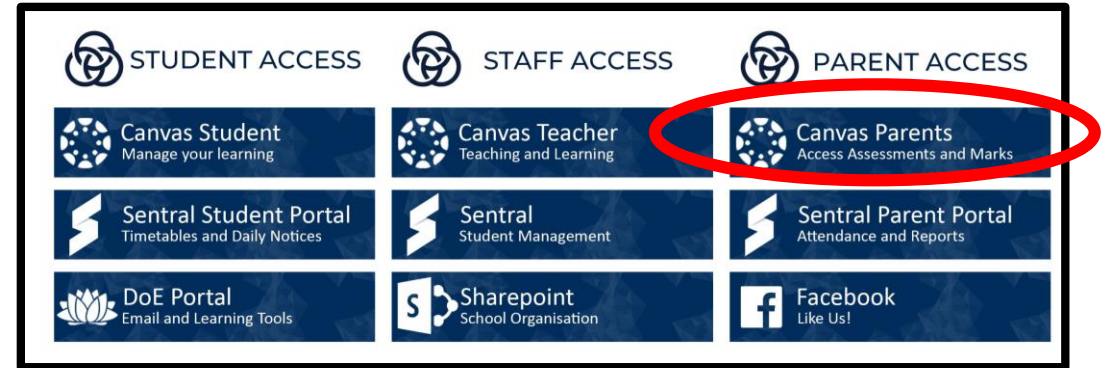 STUDENT ACCESS
STAFF ACCESS
PARENT ACCESS
Canvas Student
Manage your learning
Canvas Teacher
Teaching and Learning
Canvas Parents
Access Assessments and Marks
Sentral Student Portal
Timetables and Daily Notices
Sentral
Student Management
Sentral Parent Portal
Attendance and Reports
DoE Portal
Email and Learning Tools
S
Sharepoint
School Organisation
f
Facebook
Like Us!